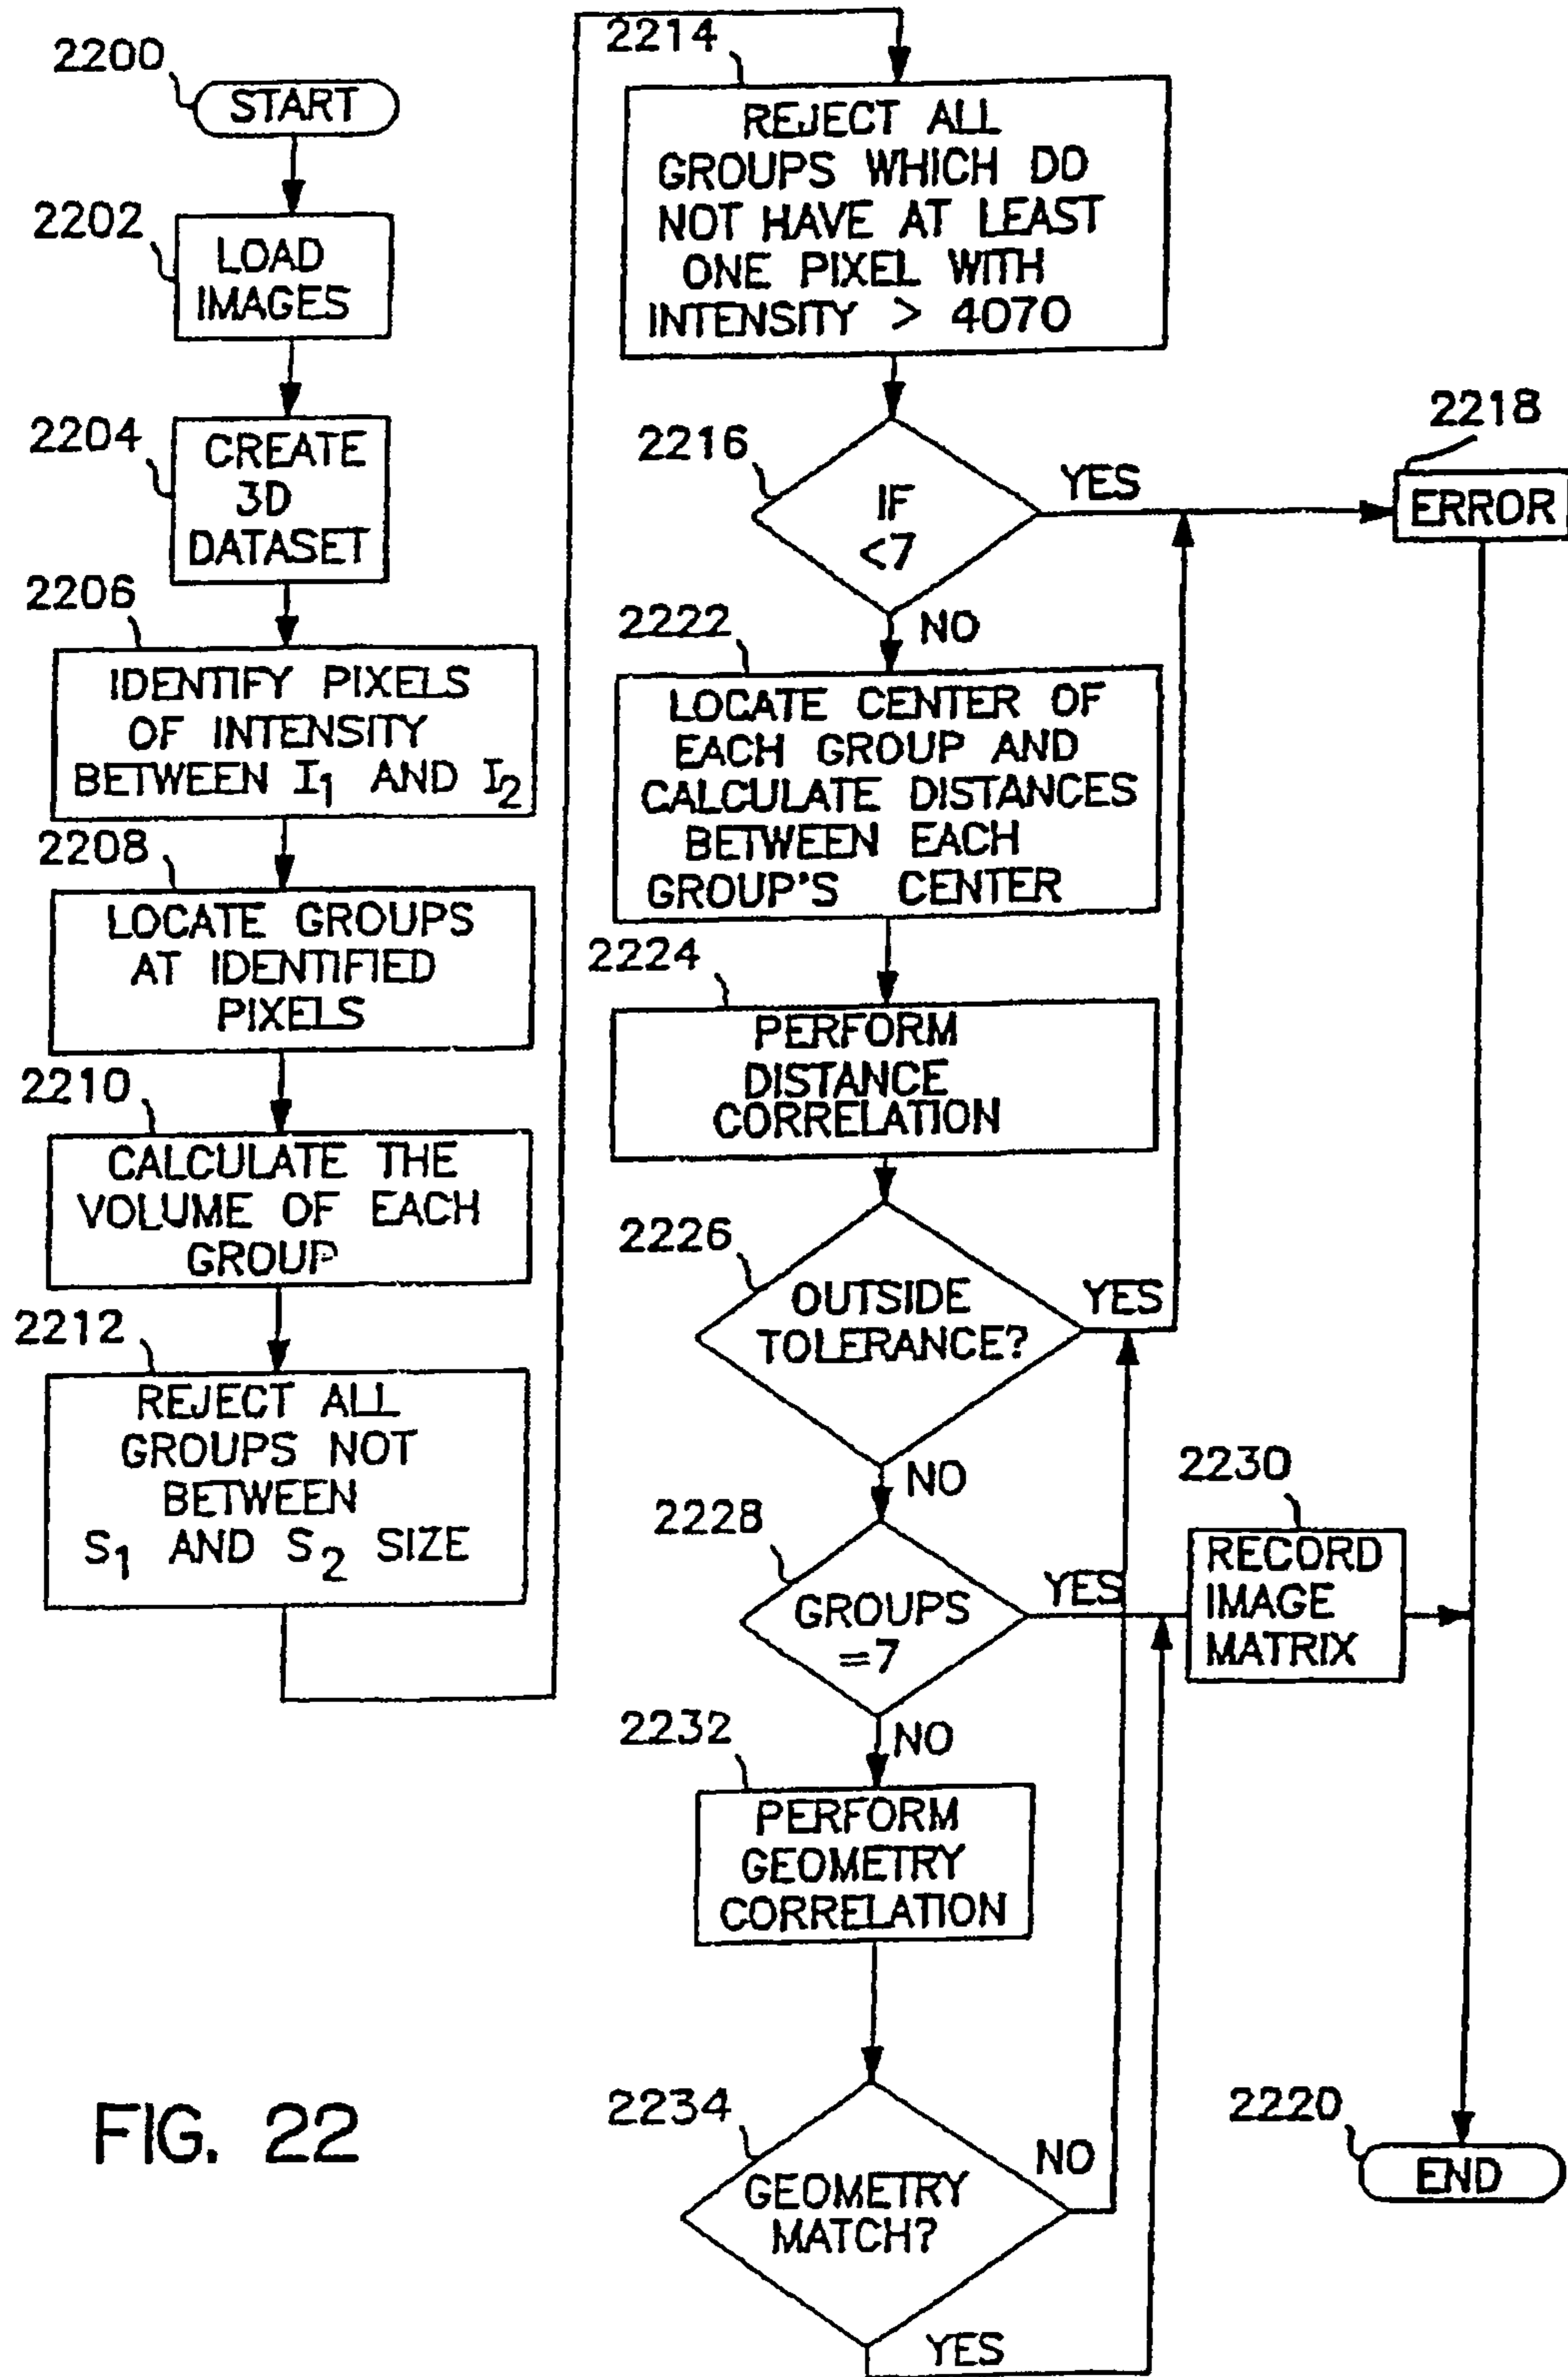 2200
START
2202
LOAD
IMAGES
2204
CREATE
3D
DATASET
2206
IDENTIFY PIXELS
OF INTENSITY
BETWEEN I1 AND I2
2208
LOCATE GROUPS
AT IDENTIFIED
PIXELS
2210
CALCULATE THE
VOLUME OF EACH
GROUP
2212
REJECT ALL
GROUPS NOT
BETWEEN
S1 AND S2 SIZE
2214
REJECT ALL
GROUPS WHICH DO
NOT HAVE AT LEAST
ONE PIXEL WITH
INTENSITY > 4070
2216
IF
<7
YES
2218
ERROR
NO
2222
LOCATE CENTER OF
EACH GROUP AND
CALCULATE DISTANCES
BETWEEN EACH
GROUP'S CENTER
2224
PERFORM
DISTANCE
CORRELATION
2226
OUTSIDE
TOLERANCE?
YES
NO
2228
GROUPS
=7
YES
2230
RECORD
IMAGE
MATRIX
NO
2232
PERFORM
GEOMETRY
CORRELATION
2234
GEOMETRY
MATCH?
NO
YES
2220
END
FIG. 22